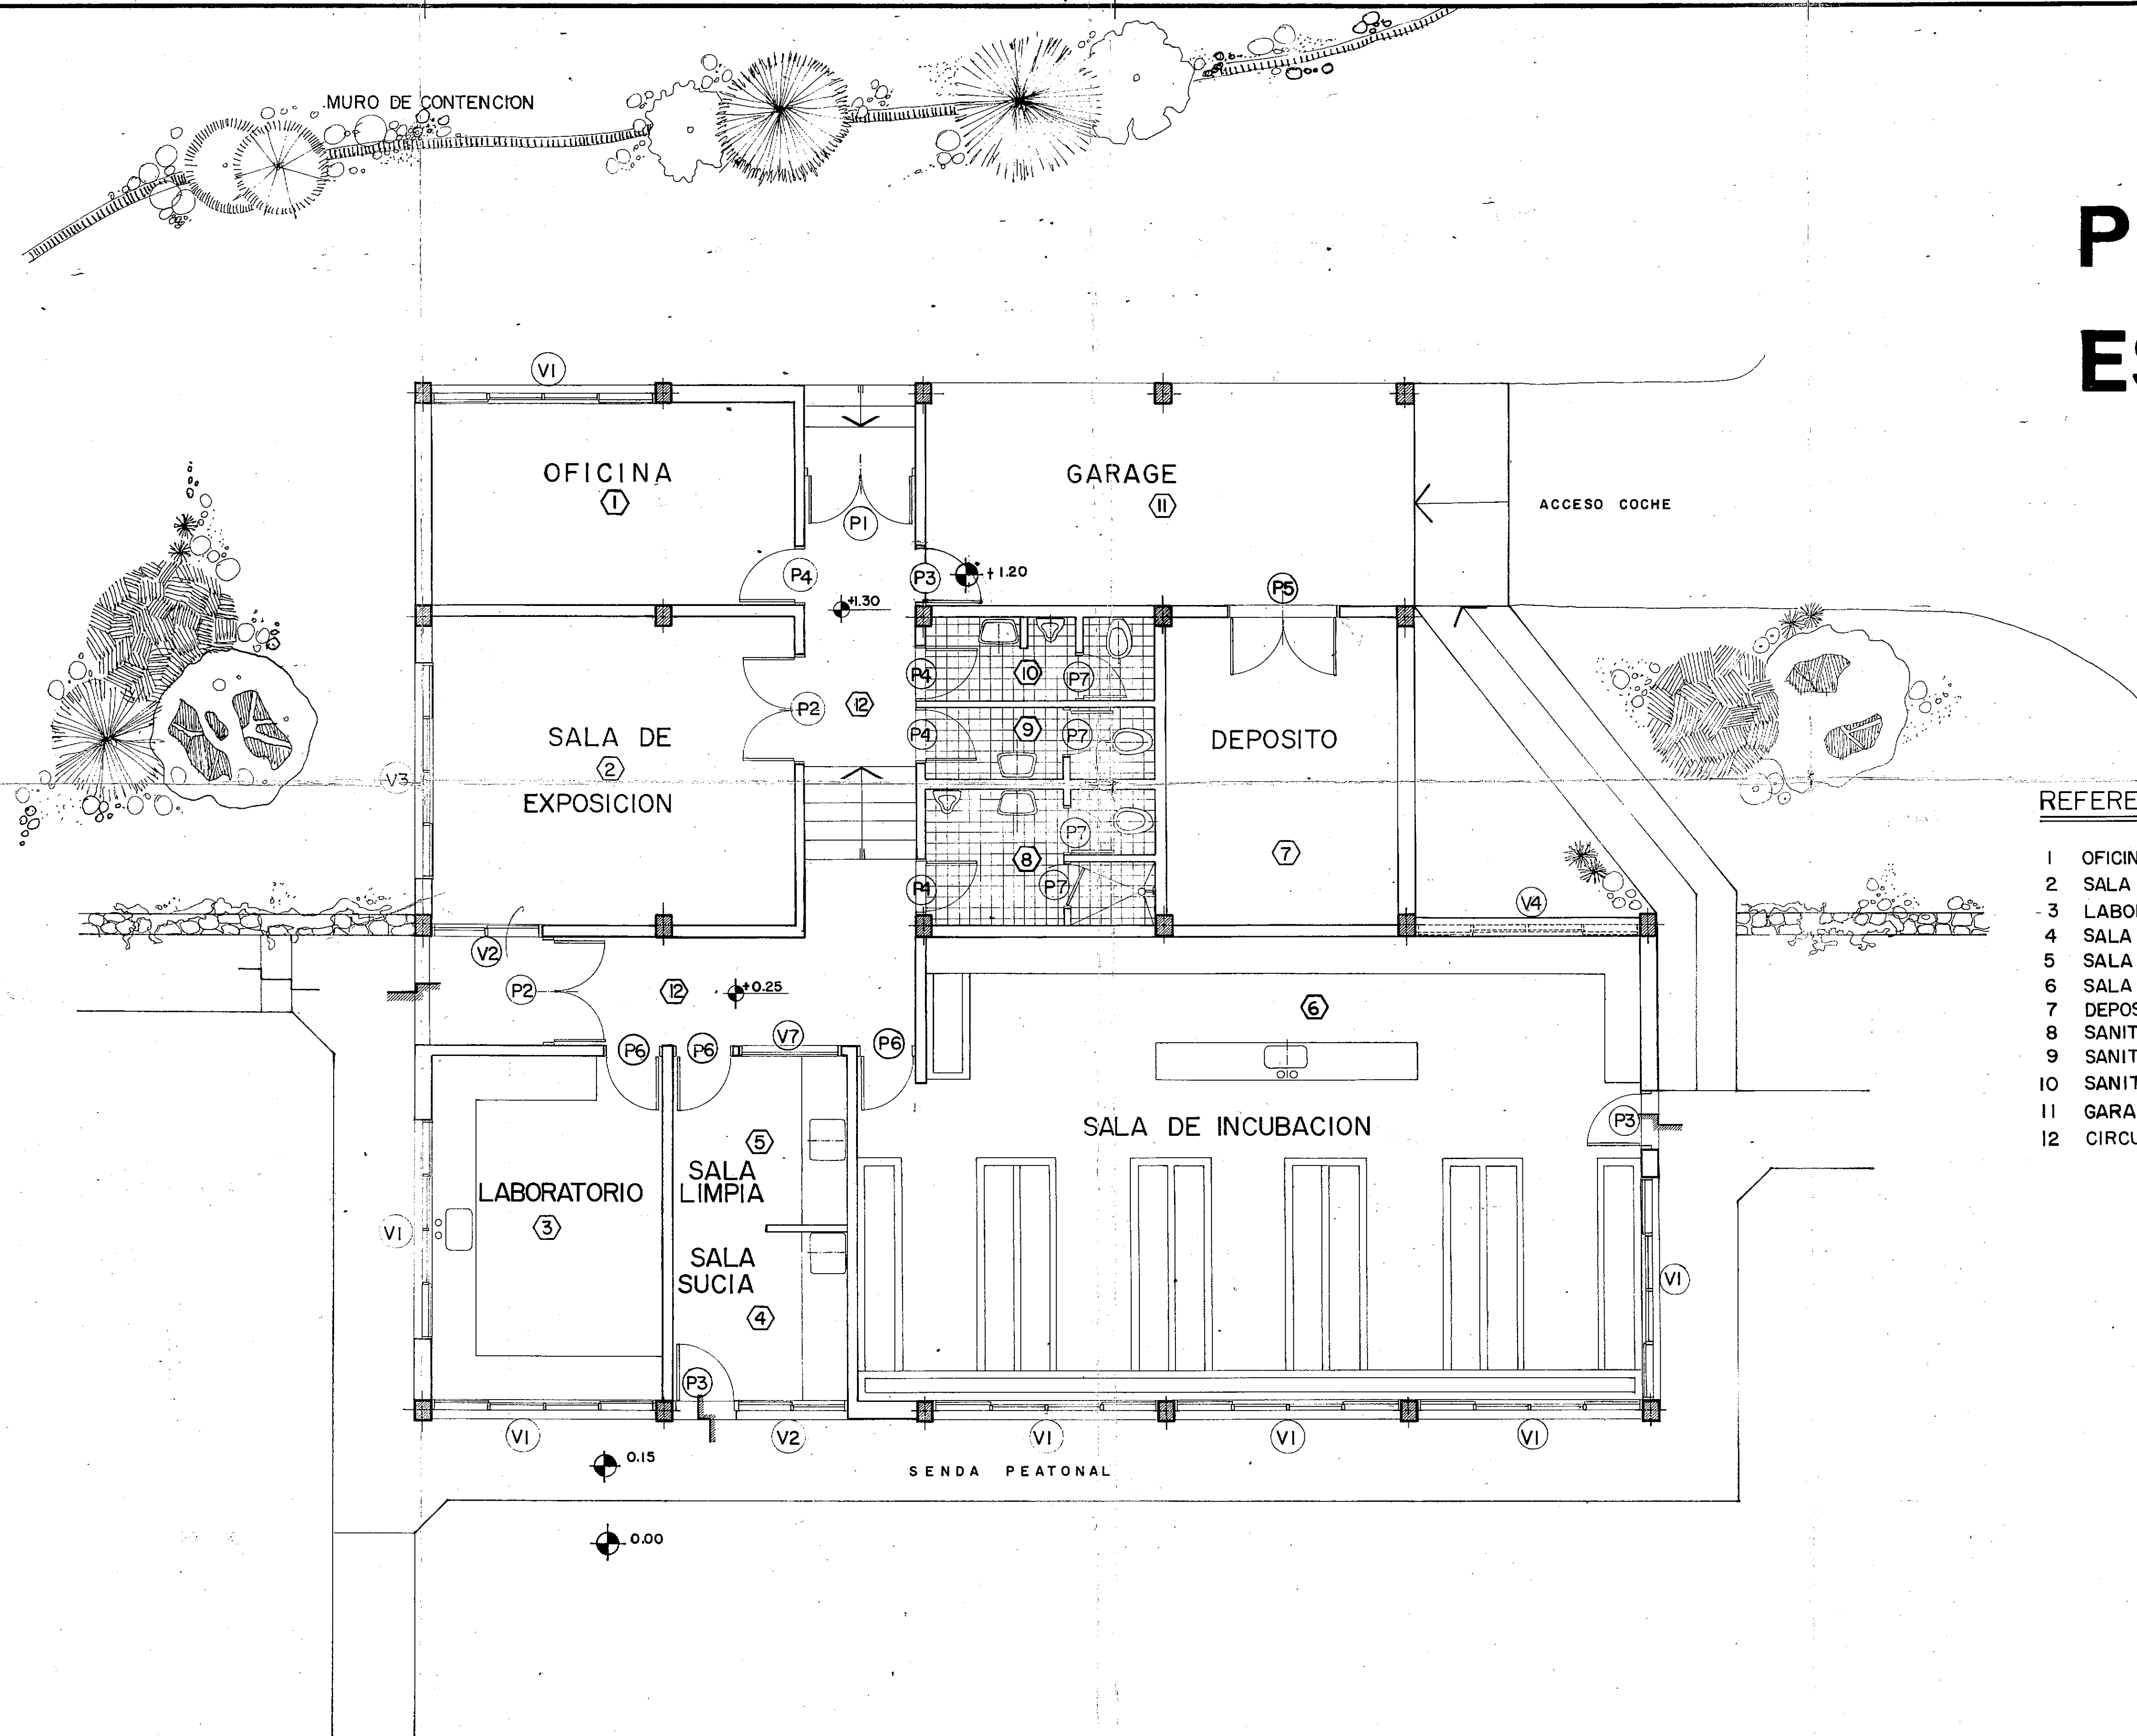 MURO DE CONTENCION
P
ES
V1
OFICINA
1
GARAGE
11
ACCESO COCHE
P1
P4
P3
+1.20
P5
+1.30
P4
10
P7
P2
12
P4
9
P7
SALA DE
2
EXPOSICION
V3
DEPOSITO
P7
8
7
P4
P7
V4
V2
P2
12
+0.25
6
V7
P6
P6
P6
SALA DE INCUBACION
P3
5
SALA
LIMPIA
LABORATORIO
3
V1
SALA
SUCIA
4
V1
P3
V1
V2
V1
V1
V1
0.15
SENDA PEATONAL
0.00
REFERE
1 OFICIN
2 SALA
3 LABO
4 SALA
5 SALA
6 SALA
7 DEPOS
8 SANIT
9 SANIT
10 SANIT
11 GARA
12 CIRCU